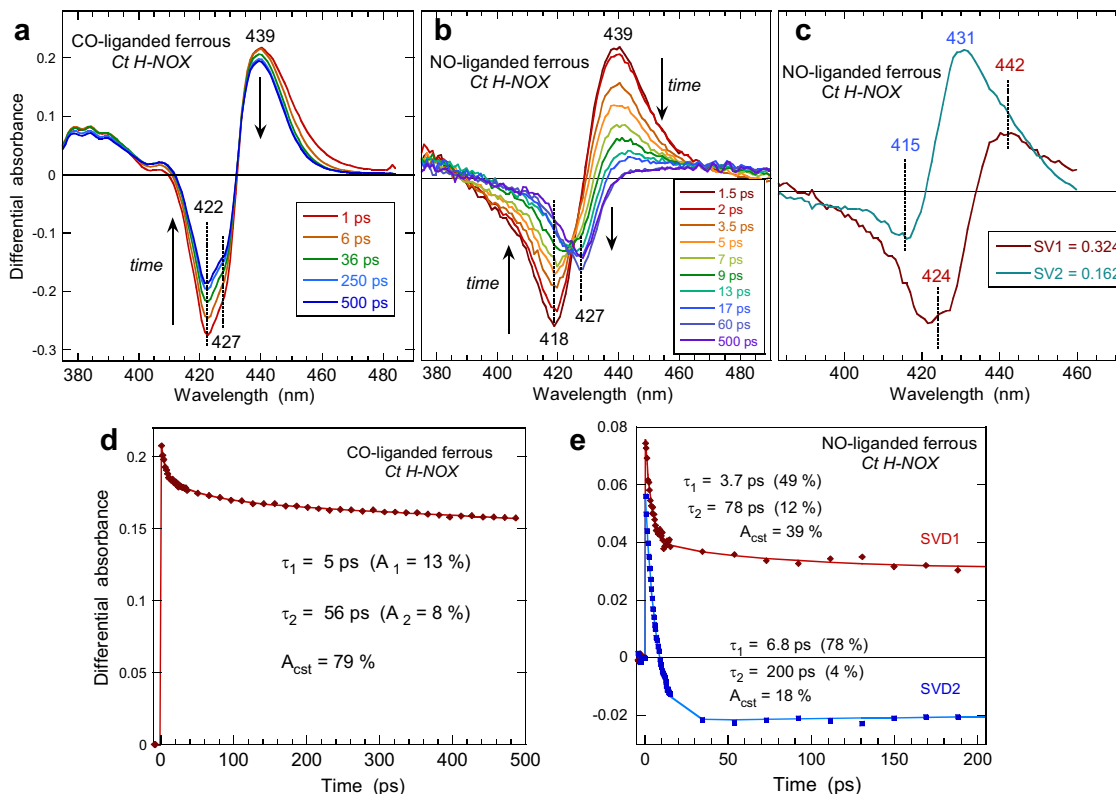 a
CO-liganded ferrous
Ct H-NOX
439
422
427
time
1 ps
6 ps
36 ps
250 ps
500 ps
0.2
0.1
0
-0.1
-0.2
-0.3
Differential absorbance
380 400 420 440 460 480
Wavelength (nm)
b
NO-liganded ferrous
Ct H-NOX
439
time
time
418
427
1.5 ps
2 ps
3.5 ps
5 ps
7 ps
9 ps
13 ps
17 ps
60 ps
500 ps
380 400 420 440 460 480
Wavelength (nm)
c
NO-liganded ferrous
Ct H-NOX
431
442
415
424
SV1 = 0.324
SV2 = 0.162
380 400 420 440 460
Wavelength (nm)
d
CO-liganded ferrous
Ct H-NOX
τ1 = 5 ps (A1 = 13 %)
τ2 = 56 ps (A2 = 8 %)
Acst = 79 %
0.2
0.15
0.1
0.05
0
Differential absorbance
0 100 200 300 400 500
Time (ps)
e
NO-liganded ferrous
Ct H-NOX
τ1 = 3.7 ps (49 %)
τ2 = 78 ps (12 %)
Acst = 39 %
SVD1
τ1 = 6.8 ps (78 %)
τ2 = 200 ps (4 %)
Acst = 18 %
SVD2
0.08
0.06
0.04
0.02
0
-0.02
0 50 100 150 200
Time (ps)